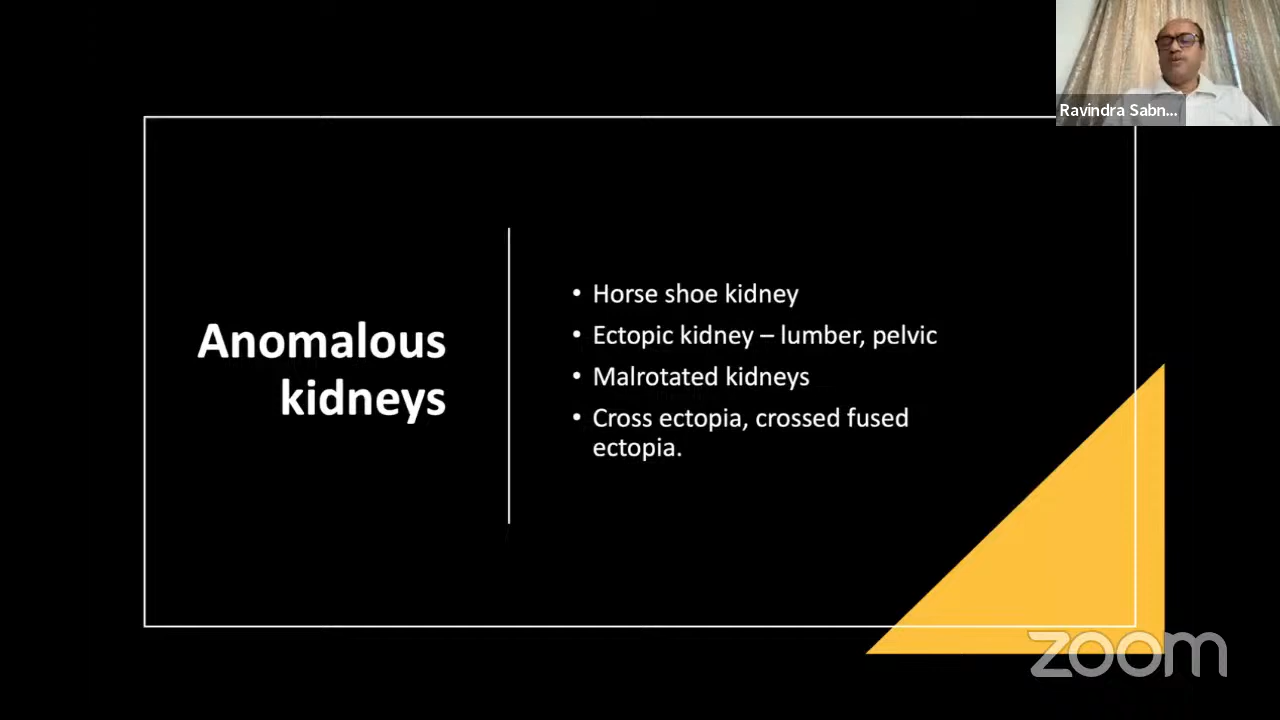 Ravindra Sabn...
Anomalous
kidneys
• Horse shoe kidney
• Ectopic kidney – lumber, pelvic
• Malrotated kidneys
• Cross ectopia, crossed fused
ectopia.
zoom